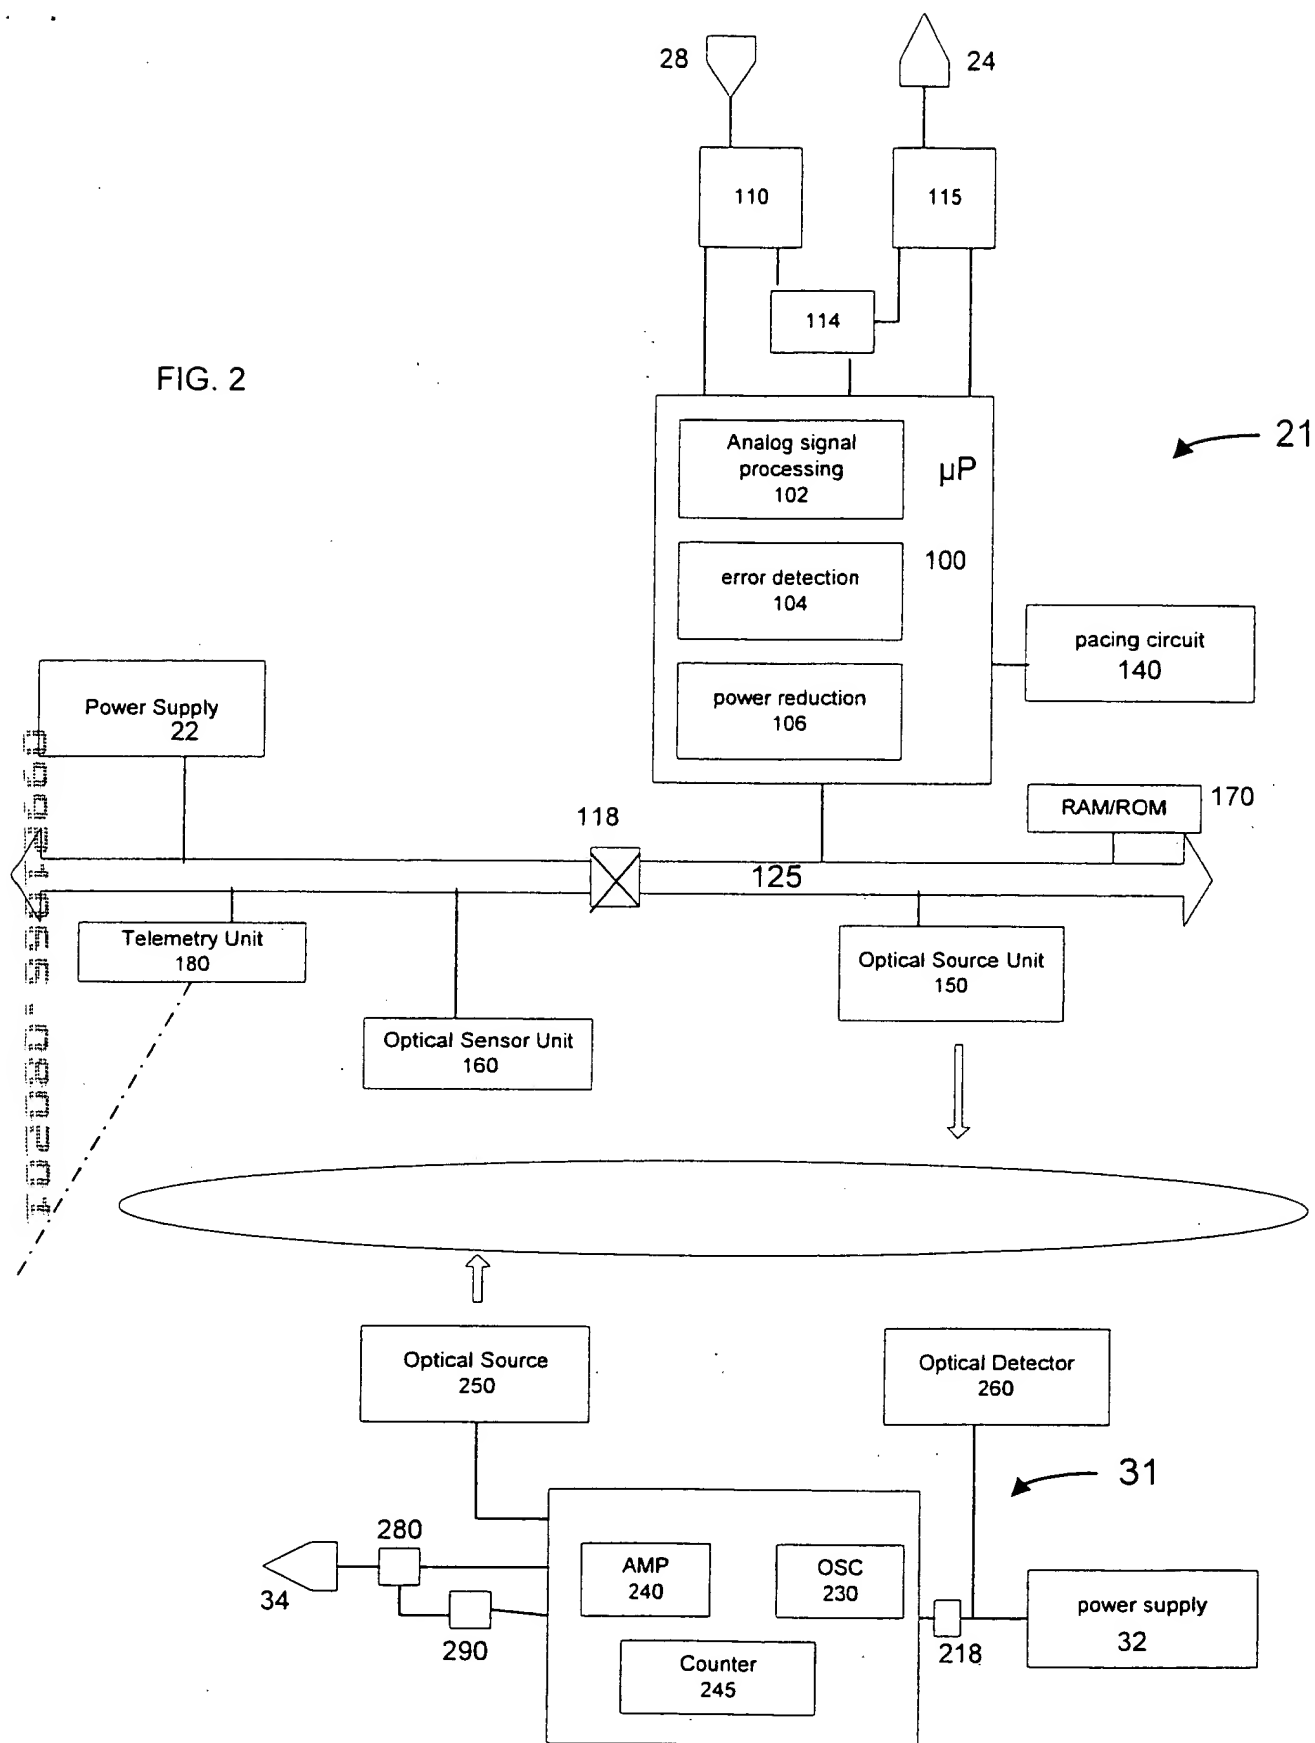 28
24
110
115
114
FIG. 2
21
Analog signal
processing
102
µP
100
error detection
104
pacing circuit
140
power reduction
106
Power Supply
22
118
RAM/ROM
170
125
Telemetry Unit
180
Optical Source Unit
150
Optical Sensor Unit
160
Optical Source
250
Optical Detector
260
31
280
34
AMP
240
OSC
230
290
218
power supply
32
Counter
245